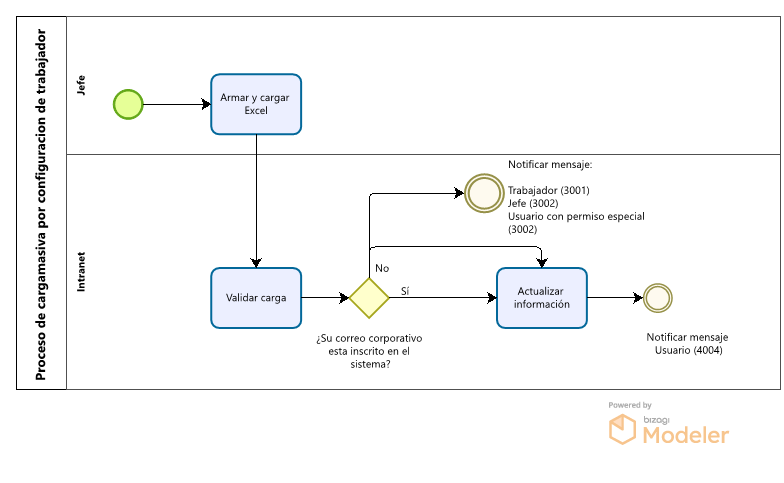 Proceso de cargamasiva por configuracion de trabajador
Jefe
Armar y cargar
Excel
Intranet
Notificar mensaje:
Trabajador (3001)
Jefe (3002)
Usuario con permiso especial
(3002)
No
Validar carga
Sí
Actualizar
información
¿Su correo corporativo
esta inscrito en el
sistema?
Notificar mensaje
Usuario (4004)
Powered by
bizagi
Modeler